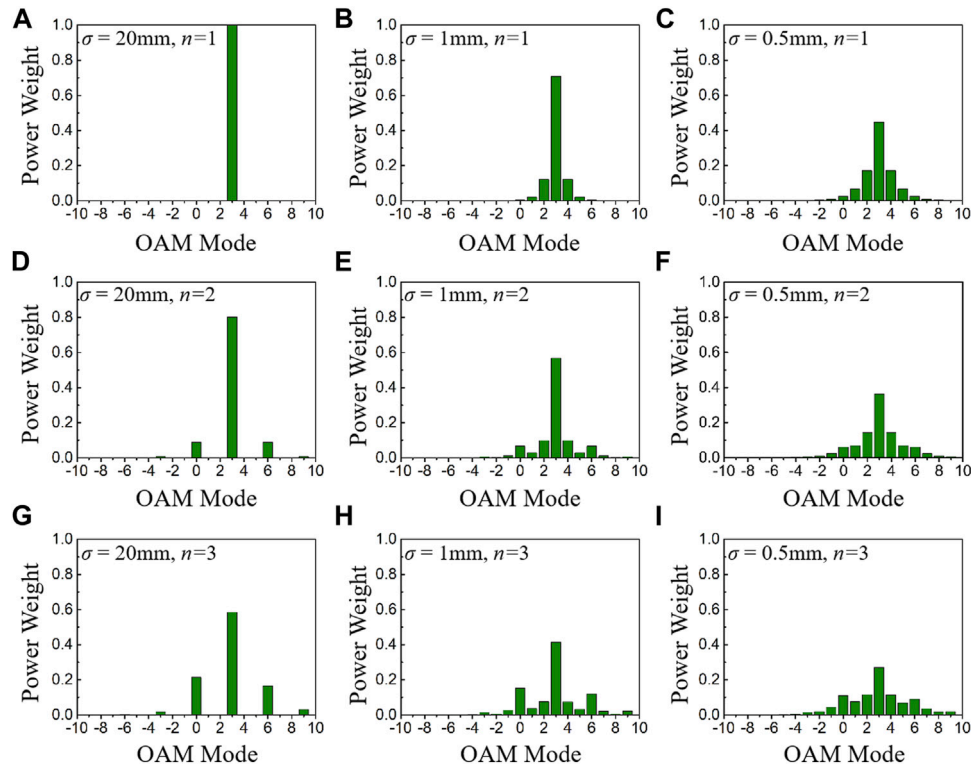 A
B
C
σ = 20mm, n=1
σ = 1mm, n=1
σ = 0.5mm, n=1
Power Weight
Power Weight
Power Weight
1.0
0.8
0.6
0.4
0.2
0.0
1.0
0.8
0.6
0.4
0.2
0.0
1.0
0.8
0.6
0.4
0.2
0.0
-10 -8 -6 -4 -2 0 2 4 6 8 10
-10 -8 -6 -4 -2 0 2 4 6 8 10
-10 -8 -6 -4 -2 0 2 4 6 8 10
OAM Mode
OAM Mode
OAM Mode
D
E
F
σ = 20mm, n=2
σ = 1mm, n=2
σ = 0.5mm, n=2
Power Weight
Power Weight
Power Weight
1.0
0.8
0.6
0.4
0.2
0.0
1.0
0.8
0.6
0.4
0.2
0.0
1.0
0.8
0.6
0.4
0.2
0.0
-10 -8 -6 -4 -2 0 2 4 6 8 10
-10 -8 -6 -4 -2 0 2 4 6 8 10
-10 -8 -6 -4 -2 0 2 4 6 8 10
OAM Mode
OAM Mode
OAM Mode
G
H
I
σ = 20mm, n=3
σ = 1mm, n=3
σ = 0.5mm, n=3
Power Weight
Power Weight
Power Weight
1.0
0.8
0.6
0.4
0.2
0.0
1.0
0.8
0.6
0.4
0.2
0.0
1.0
0.8
0.6
0.4
0.2
0.0
-10 -8 -6 -4 -2 0 2 4 6 8 10
-10 -8 -6 -4 -2 0 2 4 6 8 10
-10 -8 -6 -4 -2 0 2 4 6 8 10
OAM Mode
OAM Mode
OAM Mode